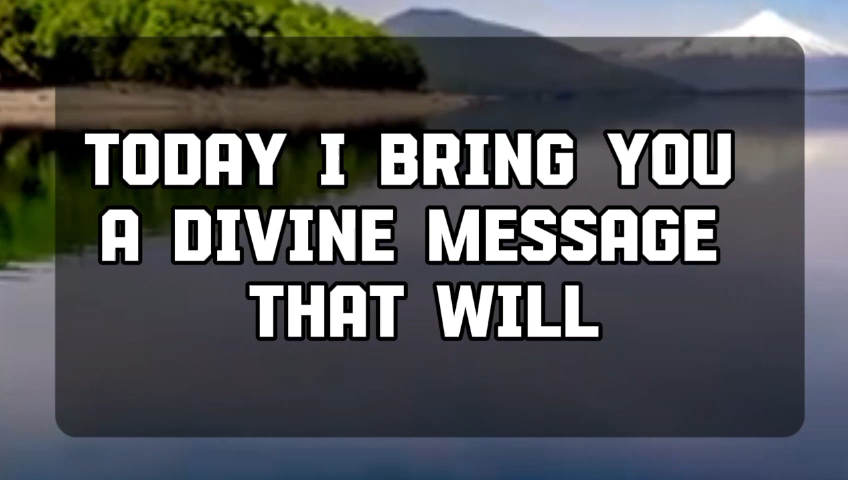 TODAY I BRING YOU
A DIVINE MESSAGE
THAT WILL